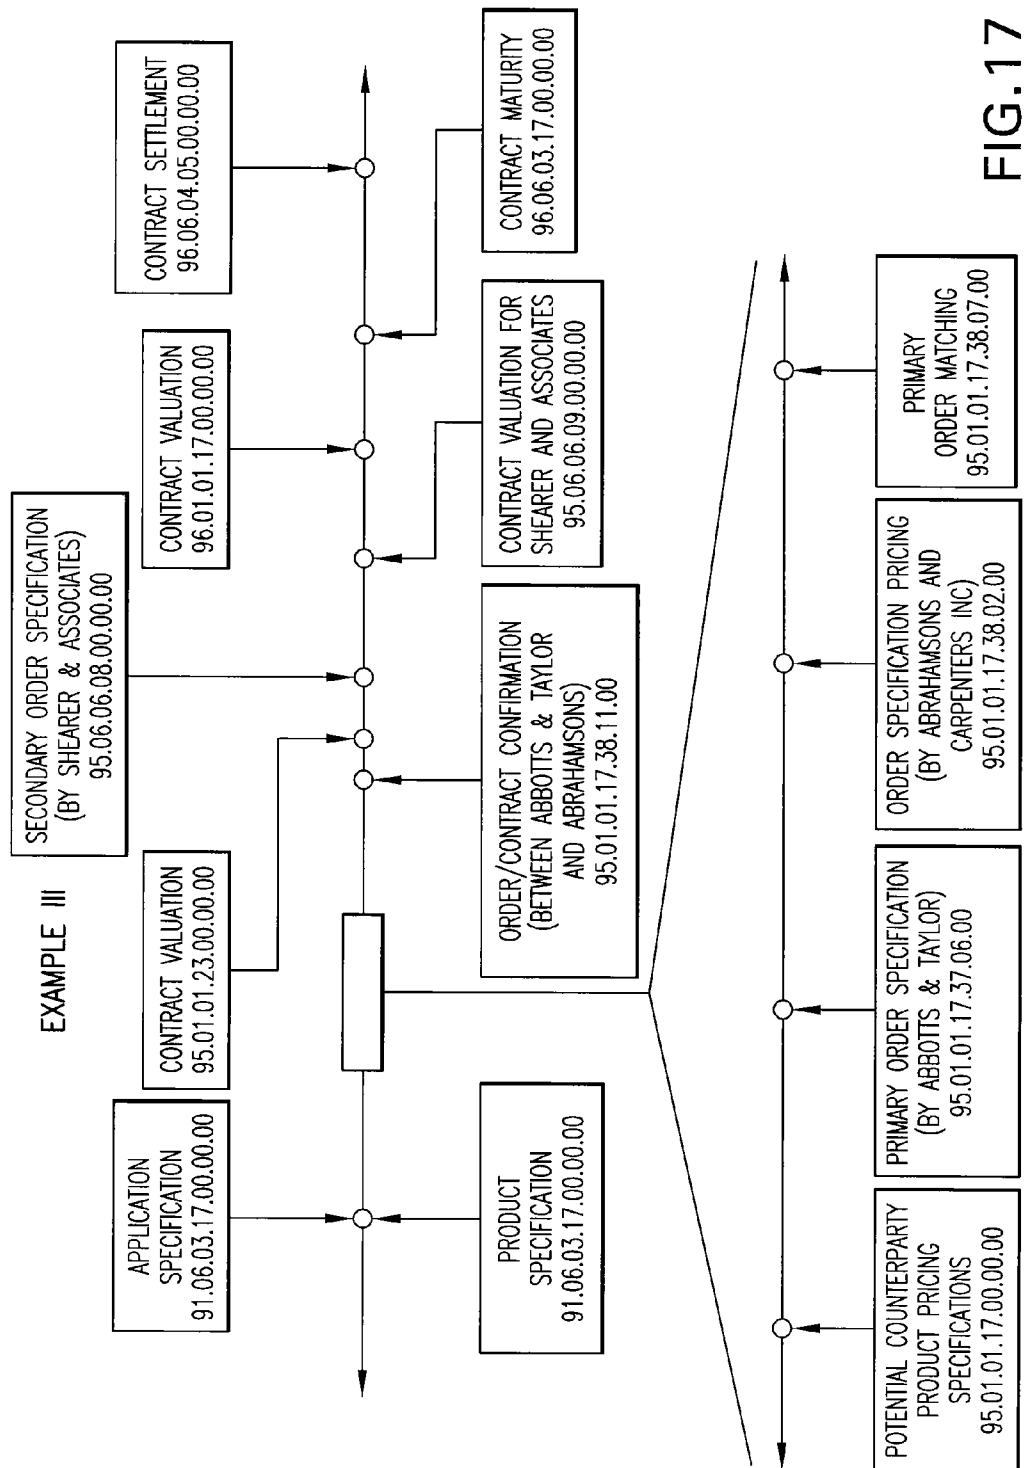 EXAMPLE III
APPLICATION
SPECIFICATION
91.06.03.17.00.00.00
CONTRACT VALUATION
95.01.01.23.00.00.00
SECONDARY ORDER SPECIFICATION
(BY SHEARER & ASSOCIATES)
95.06.06.08.00.00.00
CONTRACT VALUATION
96.01.01.17.00.00.00
CONTRACT SETTLEMENT
96.06.04.05.00.00.00
PRODUCT
SPECIFICATION
91.06.03.17.00.00.00
ORDER/CONTRACT CONFIRMATION
(BETWEEN ABBOTTS & TAYLOR
AND ABRAHAMSONS)
95.01.01.17.38.11.00
CONTRACT VALUATION FOR
SHEARER AND ASSOCIATES
95.06.06.09.00.00.00
CONTRACT MATURITY
96.06.03.17.00.00.00
POTENTIAL COUNTERPARTY
PRODUCT PRICING
SPECIFICATIONS
95.01.01.17.00.00.00
PRIMARY ORDER SPECIFICATION
(BY ABBOTTS & TAYLOR)
95.01.01.17.37.06.00
ORDER SPECIFICATION PRICING
(BY ABRAHAMSONS AND
CARPENTERS INC)
95.01.01.17.38.02.00
PRIMARY
ORDER MATCHING
95.01.01.17.38.07.00
FIG.17